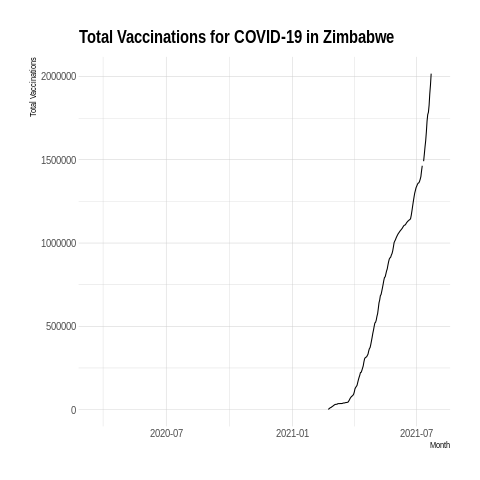 Total Vaccinations for COVID-19 in Zimbabwe
Total Vaccinations
2000000
1500000
1000000
500000
0
2020-07
2021-01
2021-07
Month